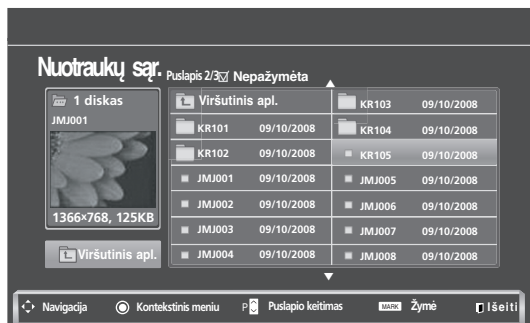 Nuotraukų sąr. Puslapis 2/3 Nepažymėta
1 diskas
JMJ001
1366×768, 125KB
Viršutinis apl.
Viršutinis apl.
KR101 09/10/2008
KR102 09/10/2008
JMJ001 09/10/2008
JMJ002 09/10/2008
JMJ003 09/10/2008
JMJ004 09/10/2008
KR103 09/10/2008
KR104 09/10/2008
KR105 09/10/2008
JMJ005 09/10/2008
JMJ006 09/10/2008
JMJ007 09/10/2008
JMJ008 09/10/2008
Navigacija Kontekstinis meniu P Puslapio keitimas MARK Žymė Išeiti